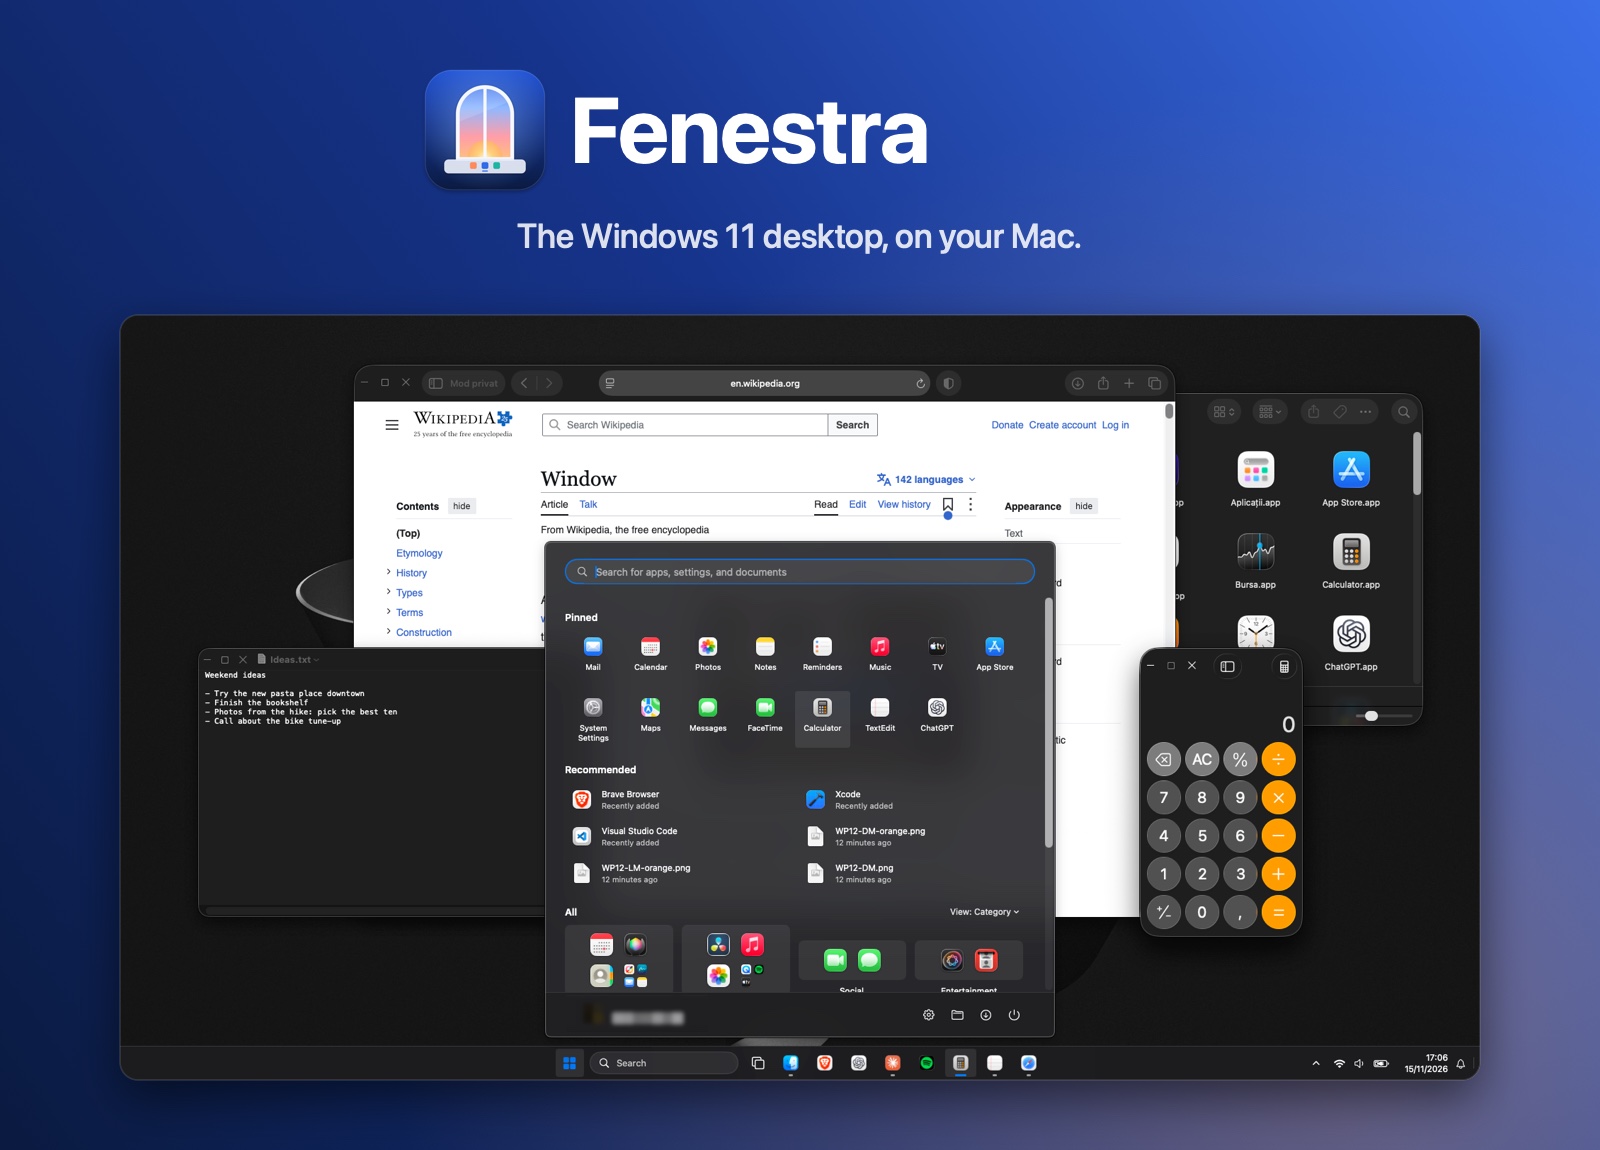 Fenestra
The Windows 11 desktop, on your Mac.
Mod privat
en.wikipedia.org
WIKIPEDIA
25 years of the free encyclopedia
Search Wikipedia
Search
Donate Create account Log in
Window
142 languages
Contents hide
Article Talk
Read Edit View history
Appearance hide
(Top)
From Wikipedia, the free encyclopedia
Text
Etymology
History
Types
Terms
Construction
Aplicații.app
App Store.app
Bursa.app
Calculator.app
ChatGPT.app
Ideas.txt
Weekend ideas
– Try the new pasta place downtown
– Finish the bookshelf
– Photos from the hike: pick the best ten
– Call about the bike tune-up
Search for apps, settings, and documents
Pinned
Mail Calendar Photos Notes Reminders Music TV App Store
System Settings Maps Messages FaceTime Calculator TextEdit ChatGPT
Recommended
Brave Browser
Recently added
Xcode
Recently added
Visual Studio Code
Recently added
WP12-DM-orange.png
12 minutes ago
WP12-LM-orange.png
12 minutes ago
WP12-DM.png
12 minutes ago
All
View: Category
Social
Entertainment
0
AC % ÷
7 8 9 ×
4 5 6 −
1 2 3 +
+/− 0 , =
Search
17:06
15/11/2026